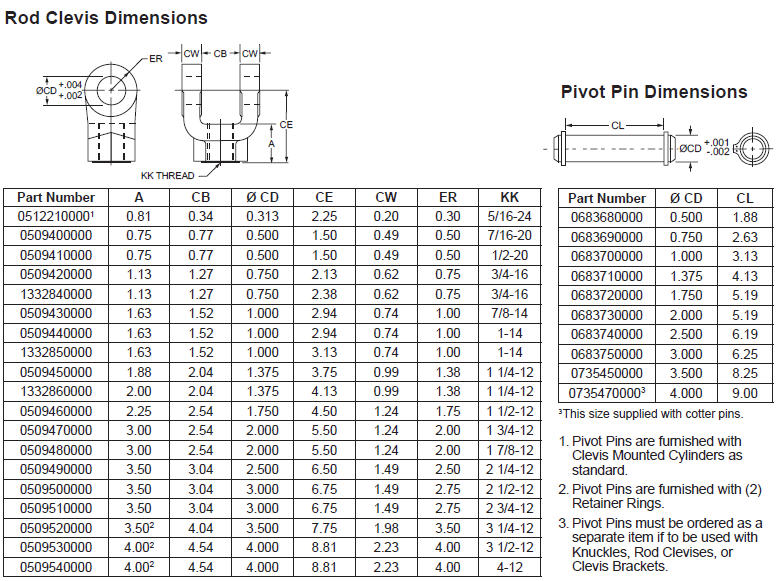 Rod Clevis Dimensions
ER
CW CB CW
ØCD +.004 +.002
CE
A
KK THREAD
Part Number A CB Ø CD CE CW ER KK
0512210000¹ 0.81 0.34 0.313 2.25 0.20 0.30 5/16-24
0509400000 0.75 0.77 0.500 1.50 0.49 0.50 7/16-20
0509410000 0.75 0.77 0.500 1.50 0.49 0.50 1/2-20
0509420000 1.13 1.27 0.750 2.13 0.62 0.75 3/4-16
1332840000 1.13 1.27 0.750 2.38 0.62 0.75 3/4-16
0509430000 1.63 1.52 1.000 2.94 0.74 1.00 7/8-14
0509440000 1.63 1.52 1.000 2.94 0.74 1.00 1-14
1332850000 1.63 1.52 1.000 3.13 0.74 1.00 1-14
0509450000 1.88 2.04 1.375 3.75 0.99 1.38 1 1/4-12
1332860000 2.00 2.04 1.375 4.13 0.99 1.38 1 1/4-12
0509460000 2.25 2.54 1.750 4.50 1.24 1.75 1 1/2-12
0509470000 3.00 2.54 2.000 5.50 1.24 2.00 1 3/4-12
0509480000 3.00 2.54 2.000 5.50 1.24 2.00 1 7/8-12
0509490000 3.50 3.04 2.500 6.50 1.49 2.50 2 1/4-12
0509500000 3.50 3.04 3.000 6.75 1.49 2.75 2 1/2-12
0509510000 3.50 3.04 3.000 6.75 1.49 2.75 2 3/4-12
0509520000 3.50² 4.04 3.500 7.75 1.98 3.50 3 1/4-12
0509530000 4.00² 4.54 4.000 8.81 2.23 4.00 3 1/2-12
0509540000 4.00² 4.54 4.000 8.81 2.23 4.00 4-12
Pivot Pin Dimensions
CL
ØCD +.001 -.002
Part Number Ø CD CL
0683680000 0.500 1.88
0683690000 0.750 2.63
0683700000 1.000 3.13
0683710000 1.375 4.13
0683720000 1.750 5.19
0683730000 2.000 5.19
0683740000 2.500 6.19
0683750000 3.000 6.25
0735450000 3.500 8.25
0735470000³ 4.000 9.00
³This size supplied with cotter pins.
1. Pivot Pins are furnished with
Clevis Mounted Cylinders as
standard.
2. Pivot Pins are furnished with (2)
Retainer Rings.
3. Pivot Pins must be ordered as a
separate item if to be used with
Knuckles, Rod Clevises, or
Clevis Brackets.